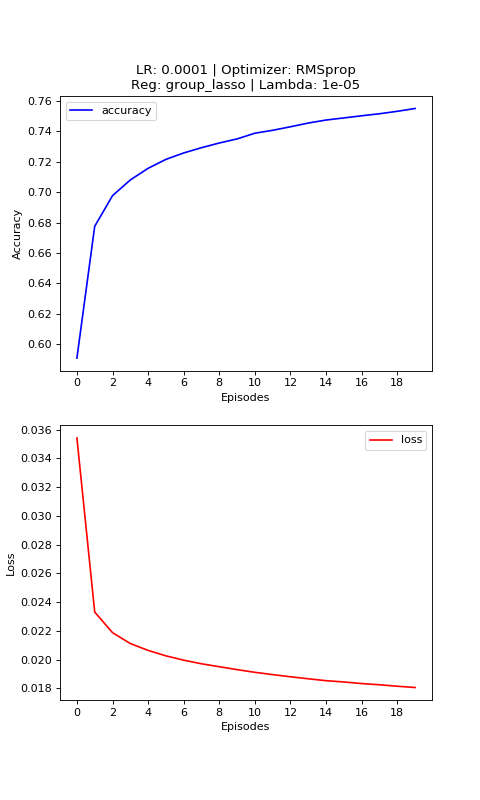 LR: 0.0001 | Optimizer: RMSprop
Reg: group_lasso | Lambda: 1e-05
accuracy
0.76
0.74
0.72
0.70
0.68
0.66
0.64
0.62
0.60
Accuracy
0 2 4 6 8 10 12 14 16 18
Episodes
loss
0.036
0.034
0.032
0.030
0.028
0.026
0.024
0.022
0.020
0.018
Loss
0 2 4 6 8 10 12 14 16 18
Episodes